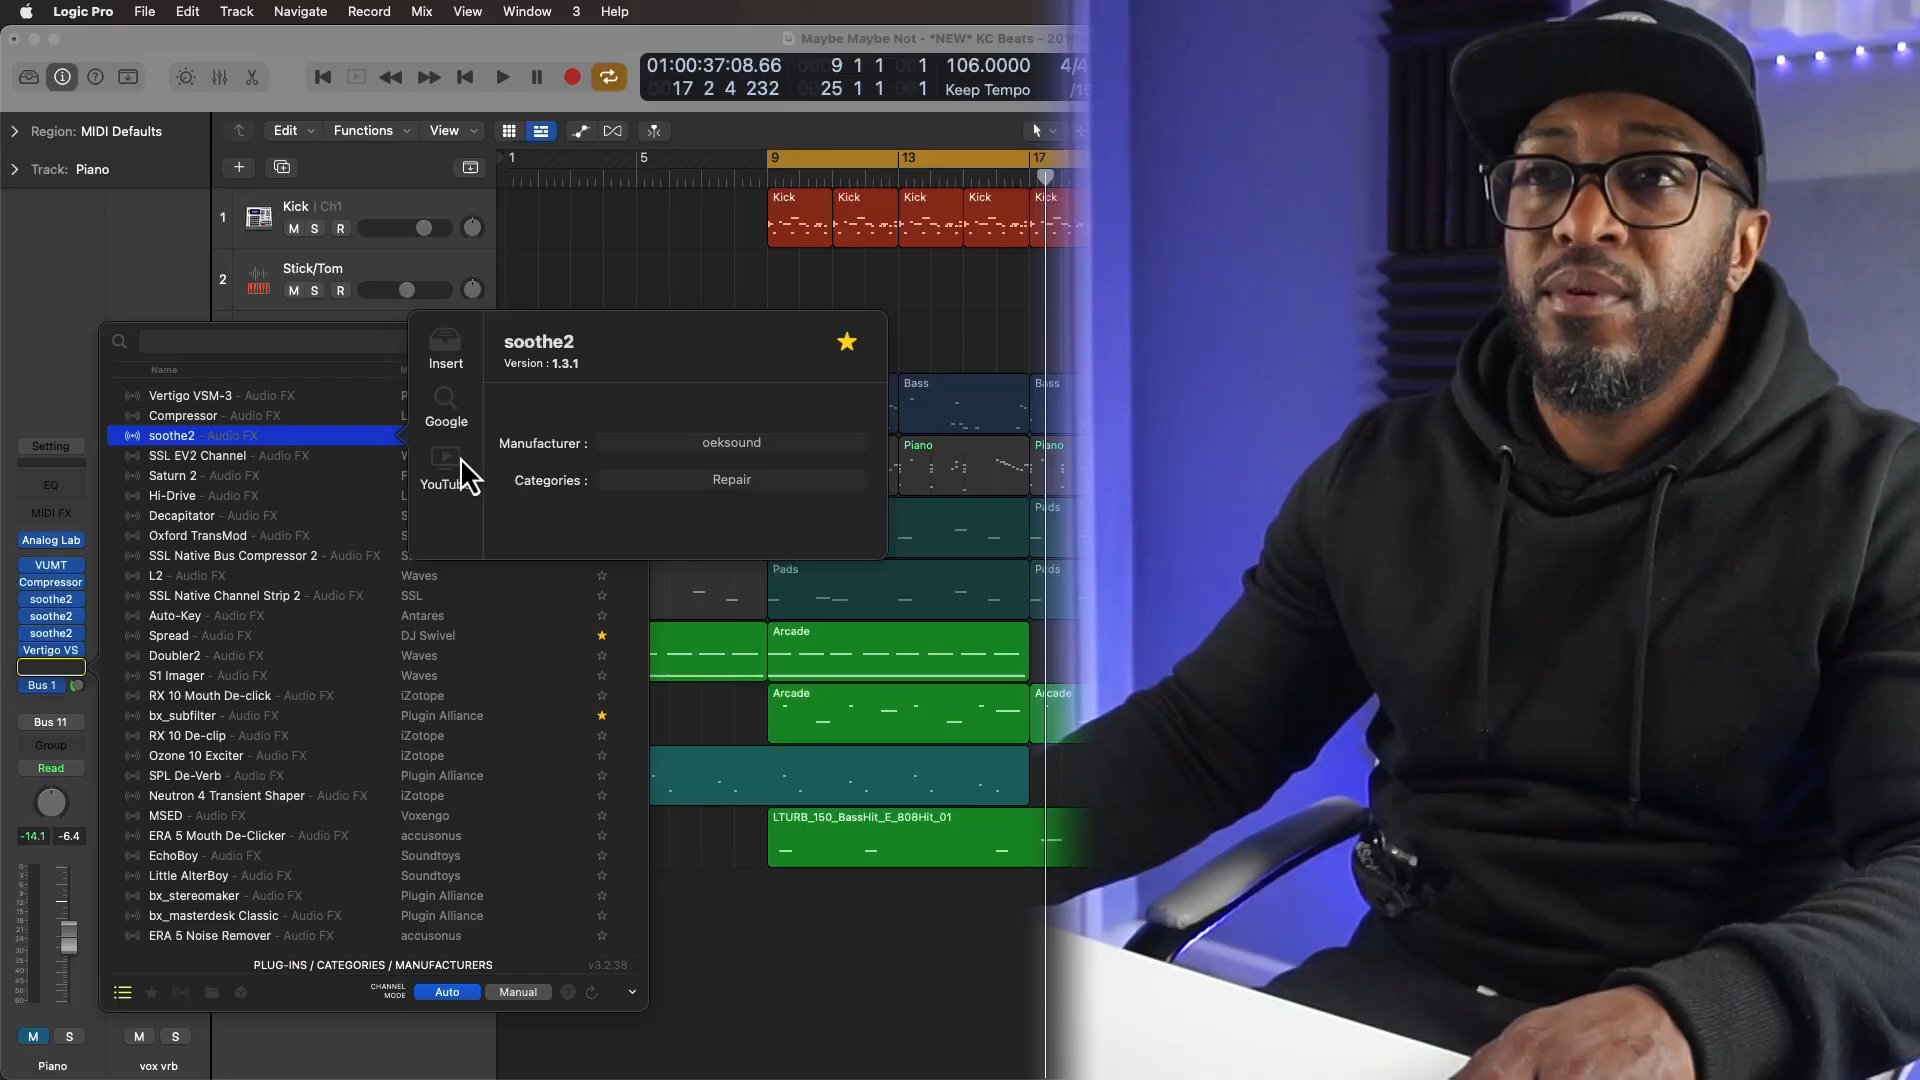 Logic Pro File Edit Track Navigate Record Mix View Window 3 Help
Maybe Maybe Not - *NEW* KC Beats - 201
01:00:37:08.66 9 1 1 1 106.0000 4/4
17 2 4 232 25 1 1 1 Keep Tempo /16
Region: MIDI Defaults
Edit Functions View
Track: Piano
1 5 9 13 17
1 Kick | Ch1
M S R
Kick Kick Kick Kick Kick
2 Stick/Tom
M S R
Insert
soothe2
Version : 1.3.1
Google
YouTub
Manufacturer : oeksound
Categories : Repair
Bass Bass
Piano Piano
Pads
Pads Pads
Arcade
Arcade Arcade
LTURB_150_BassHit_E_808Hit_01
Name M
Vertigo VSM-3 - Audio FX P
Compressor - Audio FX L
soothe2 - Audio FX
SSL EV2 Channel - Audio FX W
Saturn 2 - Audio FX F
Hi-Drive - Audio FX L
Decapitator - Audio FX S
Oxford TransMod - Audio FX S
SSL Native Bus Compressor 2 - Audio FX S
L2 - Audio FX Waves
SSL Native Channel Strip 2 - Audio FX SSL
Auto-Key - Audio FX Antares
Spread - Audio FX DJ Swivel
Doubler2 - Audio FX Waves
S1 Imager - Audio FX Waves
RX 10 Mouth De-click - Audio FX iZotope
bx_subfilter - Audio FX Plugin Alliance
RX 10 De-clip - Audio FX iZotope
Ozone 10 Exciter - Audio FX iZotope
SPL De-Verb - Audio FX Plugin Alliance
Neutron 4 Transient Shaper - Audio FX iZotope
MSED - Audio FX Voxengo
ERA 5 Mouth De-Clicker - Audio FX accusonus
EchoBoy - Audio FX Soundtoys
Little AlterBoy - Audio FX Soundtoys
bx_stereomaker - Audio FX Plugin Alliance
bx_masterdesk Classic - Audio FX Plugin Alliance
ERA 5 Noise Remover - Audio FX accusonus
PLUG-INS / CATEGORIES / MANUFACTURERS v3.2.38
CHANNEL MODE Auto Manual
Setting
EQ
MIDI FX
Analog Lab
VUMT
Compressor
soothe2
soothe2
soothe2
Vertigo VS
Bus 1
Bus 11
Group
Read
-14.1 -6.4
M S M S
Piano vox vrb